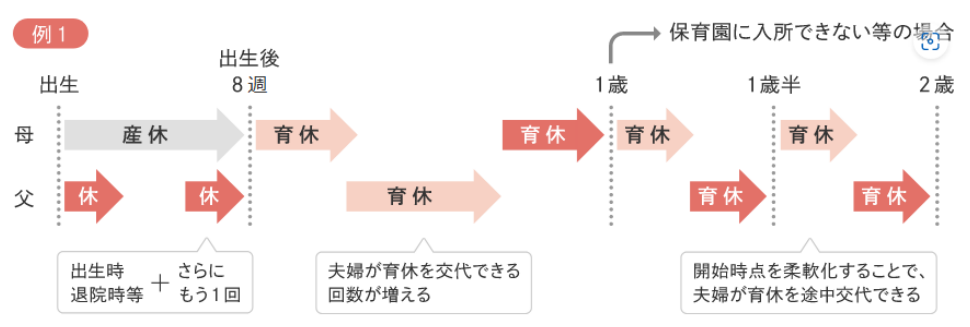 例1
保育園に入所できない等の場合
出生
出生後
8週
1歳
1歳半
2歳
母
産休
育休
育休
育休
育休
父
休
休
育休
育休
育休
出生時
退院時等
＋
さらに
もう1回
夫婦が育休を交代できる
回数が増える
開始時点を柔軟化することで、
夫婦が育休を途中交代できる